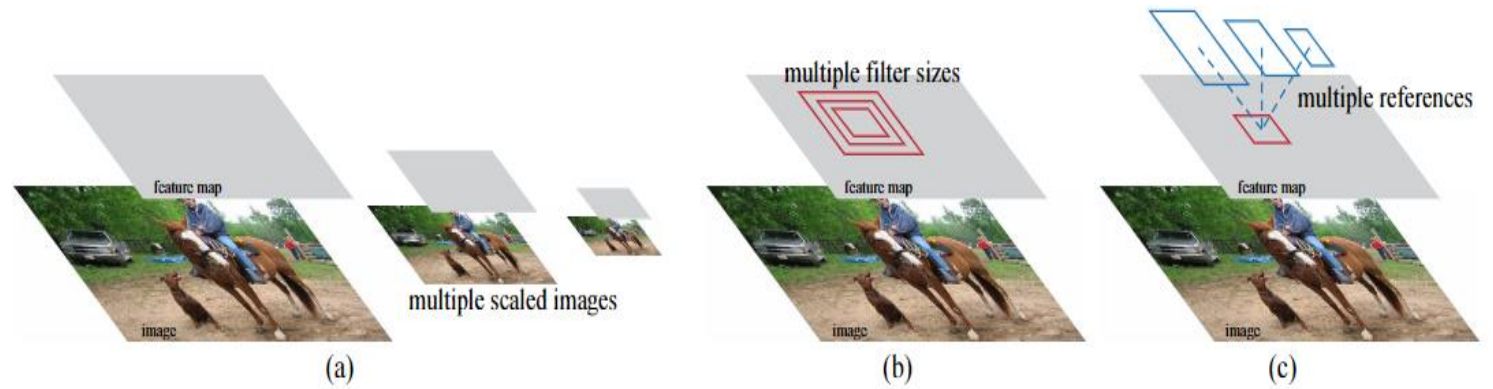 feature map
image
multiple scaled images
(a)
multiple filter sizes
feature map
image
(b)
multiple references
feature map
image
(c)